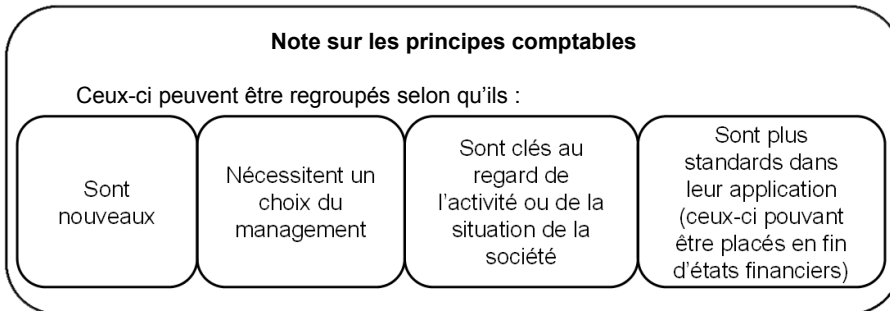 Note sur les principes comptables
Ceux-ci peuvent être regroupés selon qu'ils :
Sont
nouveaux
Nécessitent un
choix du
management
Sont clés au
regard de
l'activité ou de la
situation de la
société
Sont plus
standards dans
leur application
(ceux-ci pouvant
être placés en fin
d'états financiers)